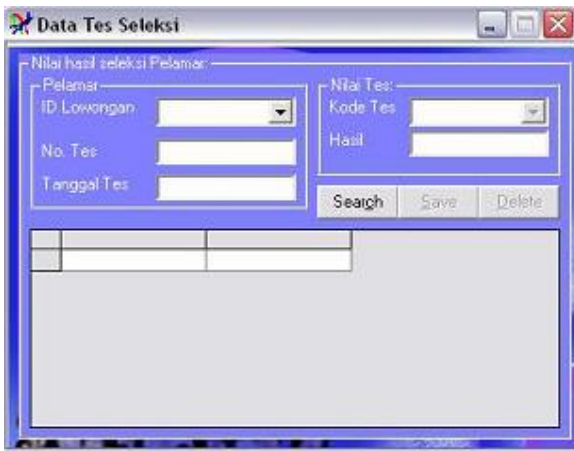 Data Tes Seleksi
Nilai hasil seleksi Pelamar:
Pelamar
ID Lowongan
No. Tes
Tanggal Tes
Nilai Tes:
Kode Tes
Hasil
Search
Save
Delete